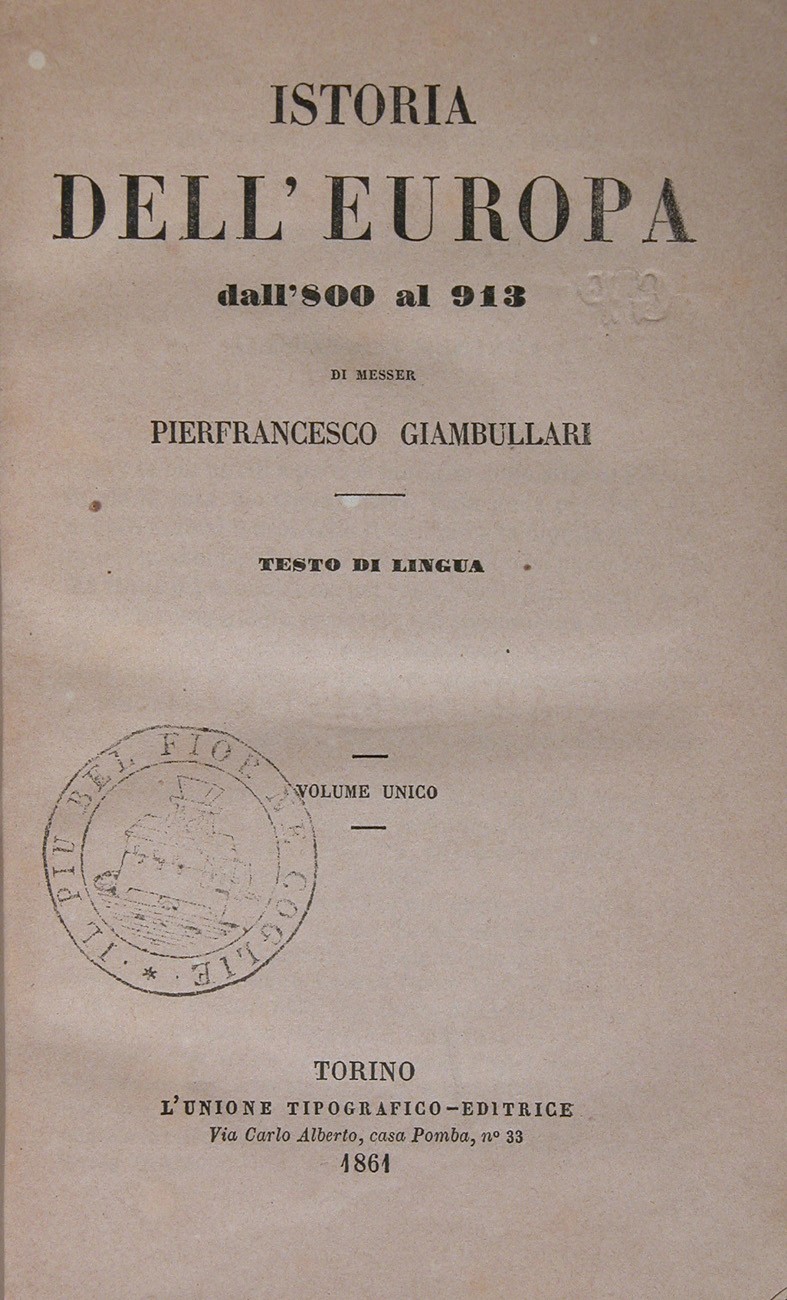 ISTORIA
DELL'EUROPA
dall'800 al 913
DI MESSER
PIERFRANCESCO GIAMBULLARI
TESTO DI LINGUA
VOLUME UNICO
IL PIU BEL FIOR NE COGLIE
TORINO
L'UNIONE TIPOGRAFICO-EDITRICE
Via Carlo Alberto, casa Pomba, nº 33
1861